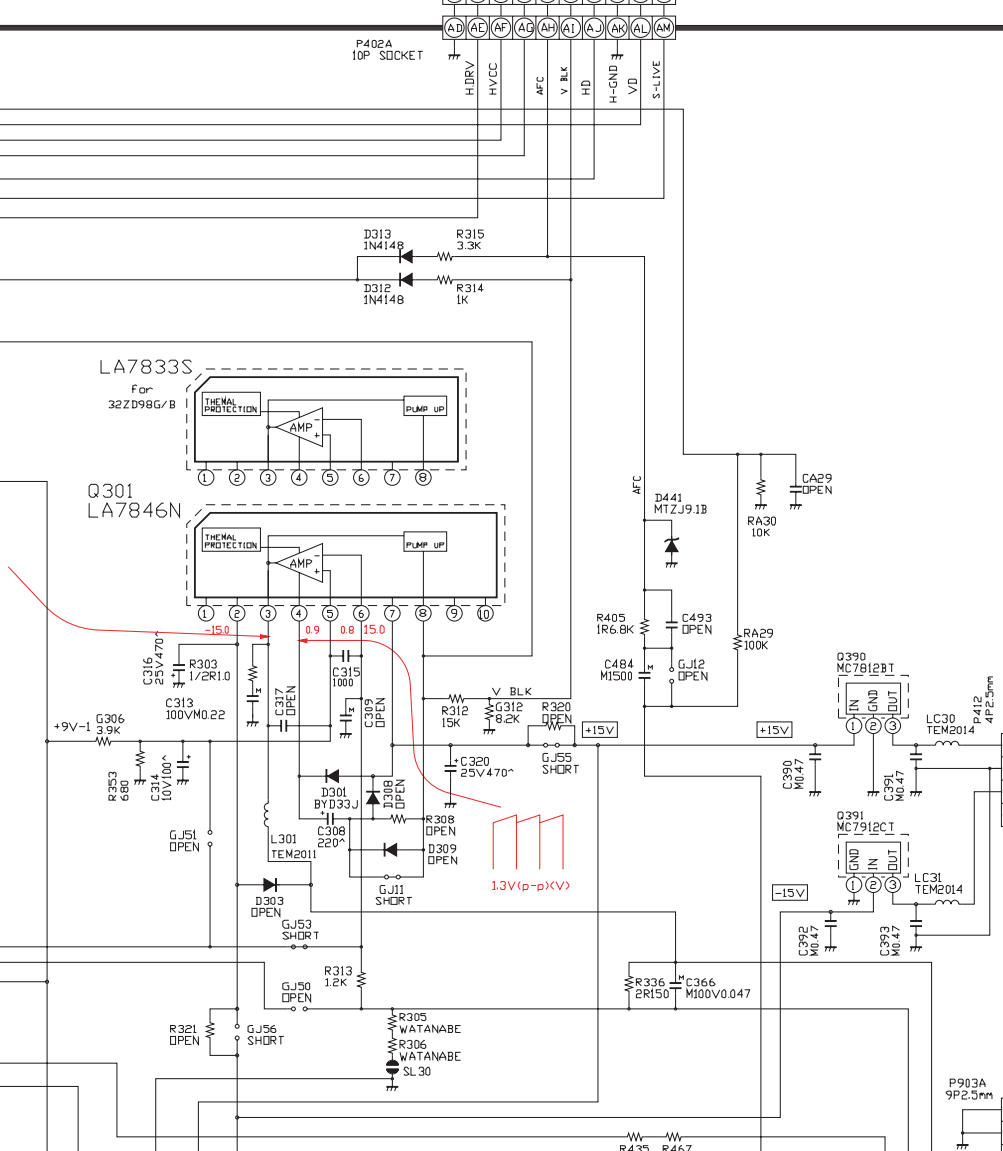 AD AE AF AG AH AI AJ AK AL AM
P402A
10P SOCKET
H.DRV
HVCC
AFC
V BLK
HD
H-GND
VD
S-LIVE
D313
1N4148
R315
3.3K
D312
1N4148
R314
1K
LA7833S
For
32ZD98G/B
THEMAL
PROTECTION
AMP
PUMP UP
1 2 3 4 5 6 7 8
Q301
LA7846N
THEMAL
PROTECTION
AMP
PUMP UP
1 2 3 4 5 6 7 8 9 10
-15.0
0.9
0.8
15.0
AFC
D441
MTZJ9.1B
CA29
OPEN
RA30
10K
C316
25V470^
R303
1/2R1.0
C313
100VM0.22
C317
OPEN
C315
1000
C309
OPEN
R405
1R6.8K
C493
OPEN
RA29
100K
C484
M1500
GJ12
OPEN
Q390
MC7812BT
IN
GND
OUT
1 2 3
P412
4P2.5mm
V BLK
R312
15K
G312
8.2K
R320
OPEN
+15V
+15V
LC30
TEM2014
+9V-1
G306
3.9K
R353
680
C314
10V100^
C320
25V470^
GJ55
SHORT
C390
M0.47
C391
M0.47
D301
BYD33J
D308
OPEN
C308
220^
R308
OPEN
GJ51
OPEN
L301
TEM2011
D309
OPEN
GJ11
SHORT
1.3V(p-p)(V)
Q391
MC7912CT
GND
IN
OUT
1 2 3
LC31
TEM2014
-15V
D303
OPEN
GJ53
SHORT
C392
M0.47
C393
M0.47
R313
1.2K
GJ50
OPEN
R336
2R150
C366
M100V0.047
R321
OPEN
GJ56
SHORT
R305
WATANABE
R306
WATANABE
SL30
P903A
9P2.5mm
R435
R467